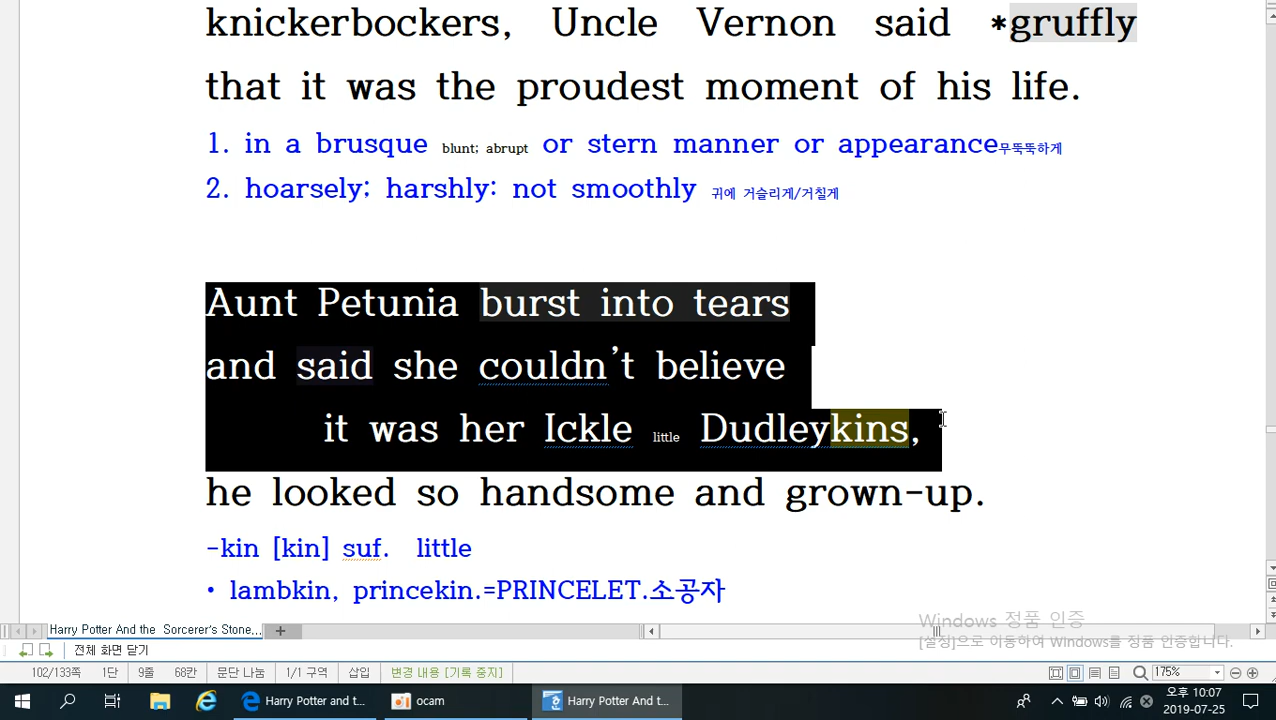 knickerbockers, Uncle Vernon said *gruffly
that it was the proudest moment of his life.
1. in a brusque blunt; abrupt or stern manner or appearance무뚝뚝하게
2. hoarsely; harshly: not smoothly 귀에 거슬리게/거칠게
Aunt Petunia burst into tears
and said she couldn't believe
it was her Ickle little Dudleykins,
he looked so handsome and grown-up.
-kin [kin] suf. little
• lambkin, princekin.=PRINCELET.소공자
Windows 정품 인증
[설정]으로 이동하여 Windows를 정품 인증합니다.
Harry Potter And the Sorcerer's Stone...
전체 화면 닫기
102/133쪽 1단 9줄 68칸 문단 나눔 1/1 구역 삽입 변경 내용 [기록 중지] 175%
Harry Potter and t... ocam Harry Potter And t... 오후 10:07
2019-07-25